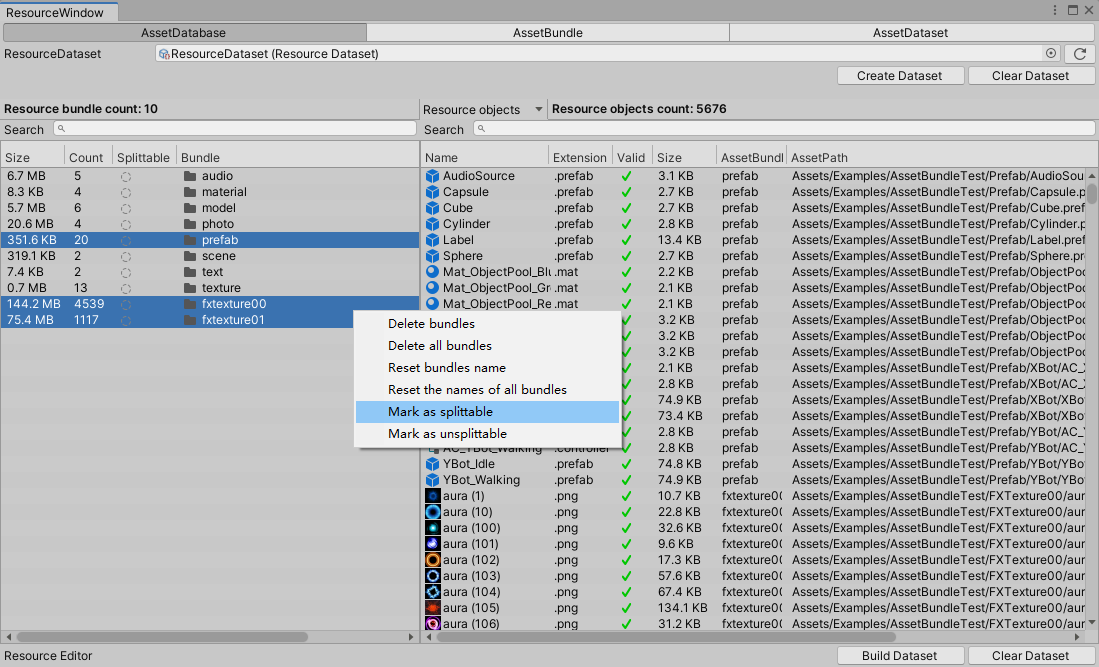 ResourceWindow
AssetDatabase AssetBundle AssetDataset
ResourceDataset ResourceDataset (Resource Dataset)
Create Dataset Clear Dataset
Resource bundle count: 10 Resource objects Resource objects count: 5676
Search Search
Size Count Splittable Bundle Name Extension Valid Size AssetBundl AssetPath
6.7 MB 5 audio AudioSource .prefab 3.1 KB prefab Assets/Examples/AssetBundleTest/Prefab/AudioSou
8.3 KB 4 material Capsule .prefab 2.7 KB prefab Assets/Examples/AssetBundleTest/Prefab/Capsule.p
5.7 MB 6 model Cube .prefab 2.7 KB prefab Assets/Examples/AssetBundleTest/Prefab/Cube.pref
20.6 MB 4 photo Cylinder .prefab 2.8 KB prefab Assets/Examples/AssetBundleTest/Prefab/Cylinder.p
351.6 KB 20 prefab Label .prefab 13.4 KB prefab Assets/Examples/AssetBundleTest/Prefab/Label.pref
319.1 KB 2 scene Sphere .prefab 2.7 KB prefab Assets/Examples/AssetBundleTest/Prefab/Sphere.pr
7.4 KB 2 text Mat_ObjectPool_Blu .mat 2.2 KB prefab Assets/Examples/AssetBundleTest/Prefab/ObjectPoo
0.7 MB 13 texture Mat_ObjectPool_Gr .mat 2.1 KB prefab Assets/Examples/AssetBundleTest/Prefab/ObjectPoo
144.2 MB 4539 fxtexture00 Mat_ObjectPool_Re .mat 2.1 KB prefab Assets/Examples/AssetBundleTest/Prefab/ObjectPoo
75.4 MB 1117 fxtexture01 3.2 KB prefab Assets/Examples/AssetBundleTest/Prefab/ObjectPoo
Delete bundles
3.2 KB prefab Assets/Examples/AssetBundleTest/Prefab/ObjectPoo
Delete all bundles
3.2 KB prefab Assets/Examples/AssetBundleTest/Prefab/ObjectPoo
Reset bundles name
2.1 KB prefab Assets/Examples/AssetBundleTest/Prefab/XBot/AC_X
2.8 KB prefab Assets/Examples/AssetBundleTest/Prefab/XBot/AC_X
Reset the names of all bundles
74.9 KB prefab Assets/Examples/AssetBundleTest/Prefab/XBot/XBo
Mark as splittable
73.4 KB prefab Assets/Examples/AssetBundleTest/Prefab/XBot/XBo
Mark as unsplittable
2.8 KB prefab Assets/Examples/AssetBundleTest/Prefab/YBot/AC_
AC_YBot_Walking .controller 2.8 KB prefab Assets/Examples/AssetBundleTest/Prefab/YBot/AC_Y
YBot_Idle .prefab 74.8 KB prefab Assets/Examples/AssetBundleTest/Prefab/YBot/YBo
YBot_Walking .prefab 74.9 KB prefab Assets/Examples/AssetBundleTest/Prefab/YBot/YBo
aura (1) .png 10.7 KB fxtexture00 Assets/Examples/AssetBundleTest/FXTexture00/aur
aura (10) .png 22.8 KB fxtexture00 Assets/Examples/AssetBundleTest/FXTexture00/aur
aura (100) .png 32.6 KB fxtexture00 Assets/Examples/AssetBundleTest/FXTexture00/aur
aura (101) .png 9.6 KB fxtexture00 Assets/Examples/AssetBundleTest/FXTexture00/aur
aura (102) .png 17.3 KB fxtexture00 Assets/Examples/AssetBundleTest/FXTexture00/aur
aura (103) .png 57.6 KB fxtexture00 Assets/Examples/AssetBundleTest/FXTexture00/aur
aura (104) .png 67.4 KB fxtexture00 Assets/Examples/AssetBundleTest/FXTexture00/aur
aura (105) .png 134.1 KB fxtexture00 Assets/Examples/AssetBundleTest/FXTexture00/aur
aura (106) .png 31.2 KB fxtexture00 Assets/Examples/AssetBundleTest/FXTexture00/aur
Resource Editor Build Dataset Clear Dataset